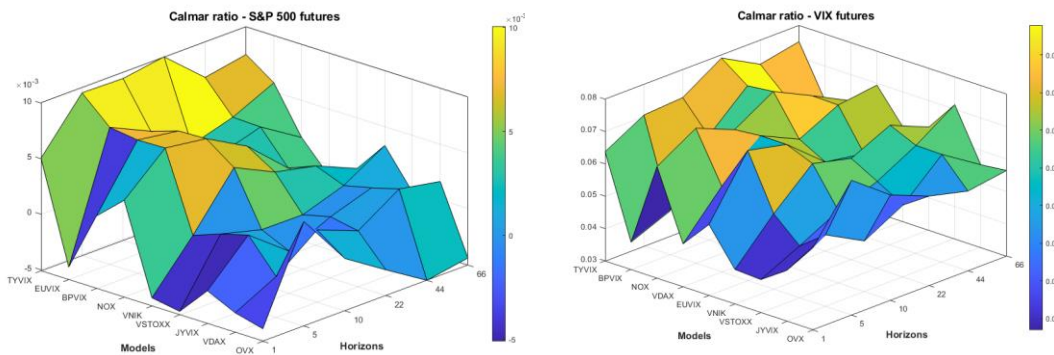 Calmar ratio - S&P 500 futures
×10⁻³
10
5
0
-5
TYVIX
EUVIX
BPVIX
NOX
VNIK
VSTOXX
JYVIX
VDAX
OVX
Models
1
5
10
22
44
66
Horizons
5
0
-5
Calmar ratio - VIX futures
0.08
0.07
0.06
0.05
0.04
0.03
TYVIX
BPVIX
NOX
VDAX
EUVIX
VNIK
VSTOXX
JYVIX
OVX
Models
1
5
10
22
44
66
Horizons